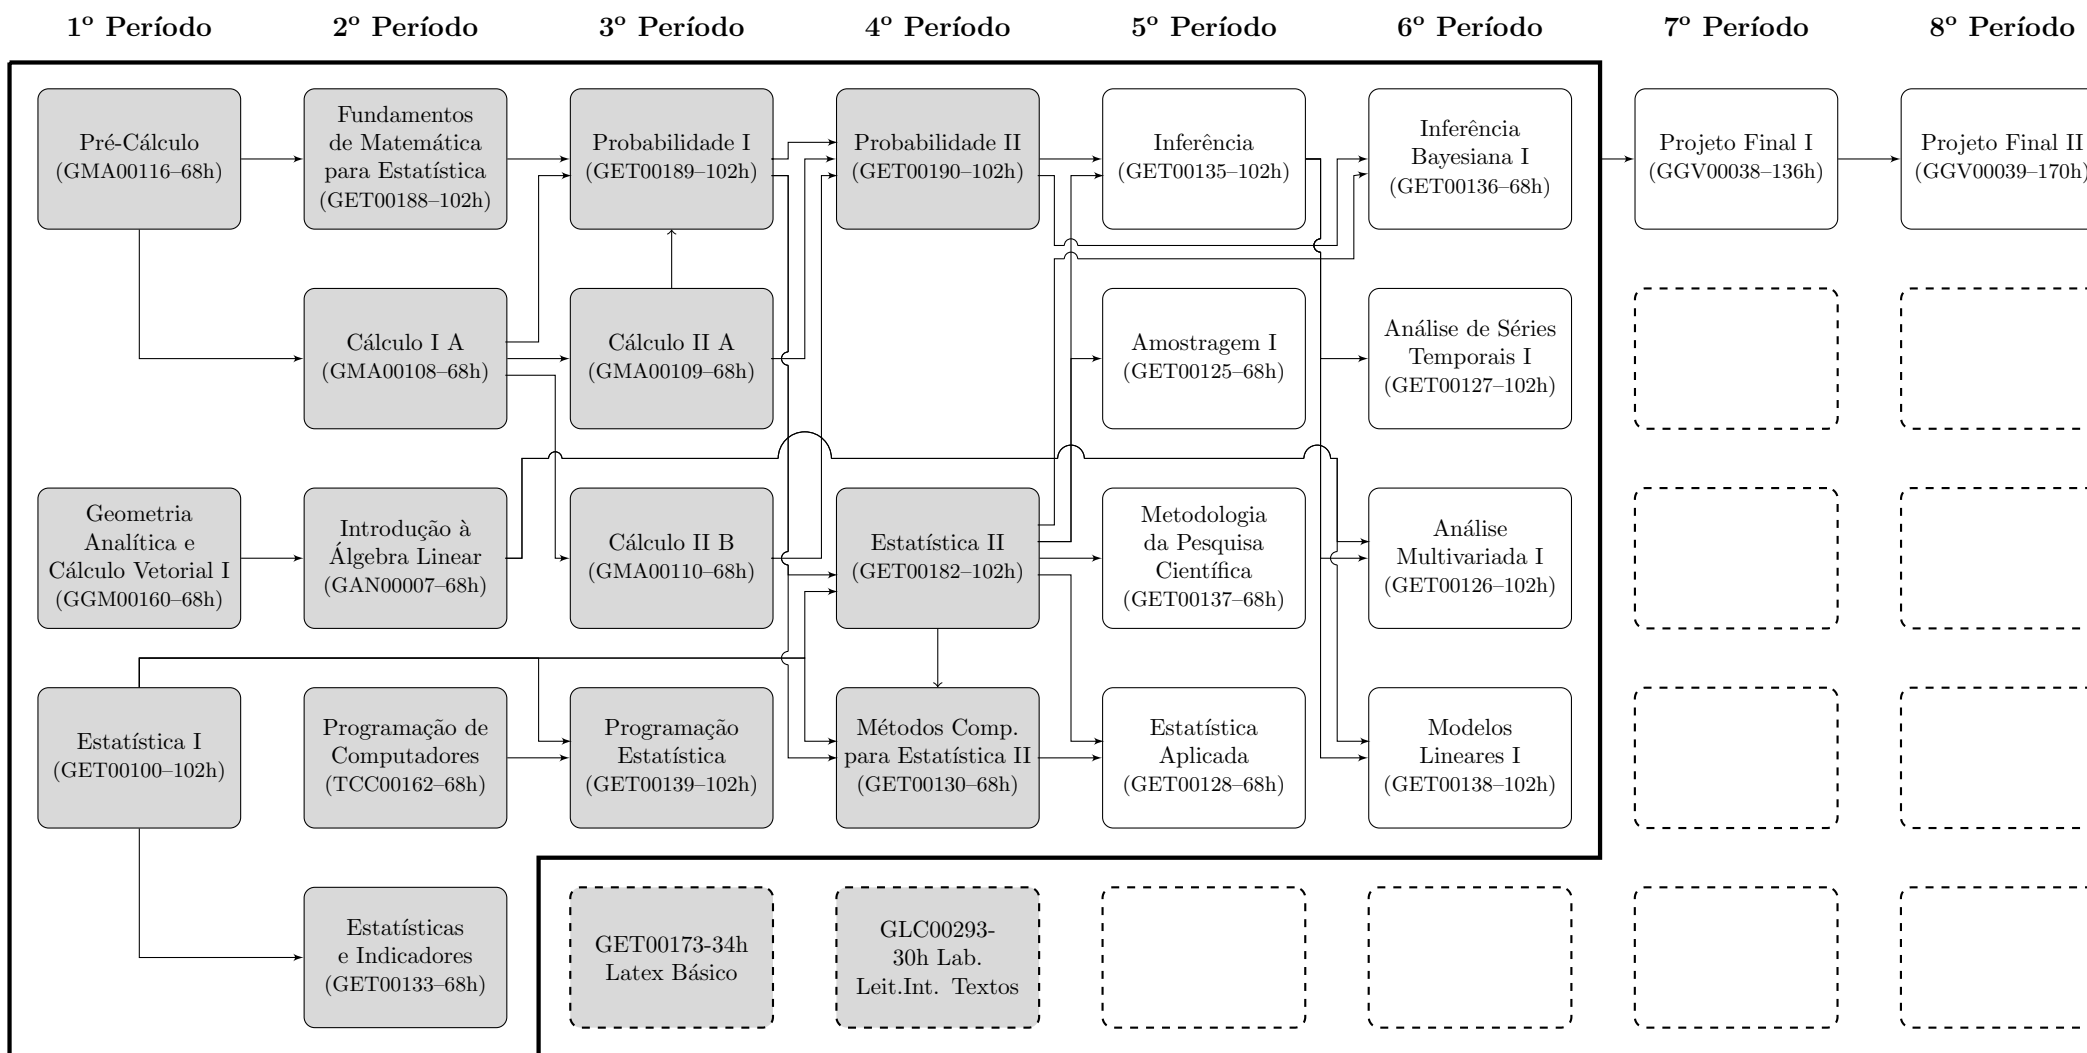 1º Período
2º Período
3º Período
4º Período
5º Período
6º Período
7º Período
8º Período
Pré-Cálculo
(GMA00116–68h)
Fundamentos
de Matemática
para Estatística
(GET00188–102h)
Probabilidade I
(GET00189–102h)
Probabilidade II
(GET00190–102h)
Inferência
(GET00135–102h)
Inferência
Bayesiana I
(GET00136–68h)
Projeto Final I
(GGV00038–136h)
Projeto Final II
(GGV00039–170h)
Cálculo I A
(GMA00108–68h)
Cálculo II A
(GMA00109–68h)
Amostragem I
(GET00125–68h)
Análise de Séries
Temporais I
(GET00127–102h)
Geometria
Analítica e
Cálculo Vetorial I
(GGM00160–68h)
Introdução à
Álgebra Linear
(GAN00007–68h)
Cálculo II B
(GMA00110–68h)
Estatística II
(GET00182–102h)
Metodologia
da Pesquisa
Científica
(GET00137–68h)
Análise
Multivariada I
(GET00126–102h)
Estatística I
(GET00100–102h)
Programação de
Computadores
(TCC00162–68h)
Programação
Estatística
(GET00139–102h)
Métodos Comp.
para Estatística II
(GET00130–68h)
Estatística
Aplicada
(GET00128–68h)
Modelos
Lineares I
(GET00138–102h)
Estatísticas
e Indicadores
(GET00133–68h)
GET00173-34h
Latex Básico
GLC00293-
30h Lab.
Leit.Int. Textos